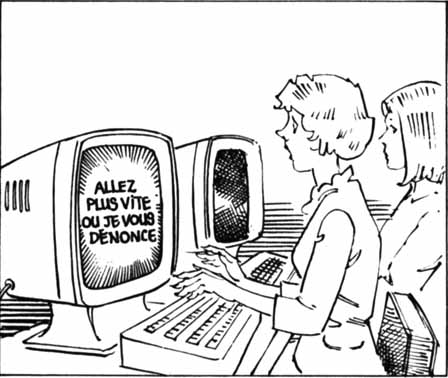 ALLEZ
PLUS VITE
OU JE VOUS
DÉNONCE